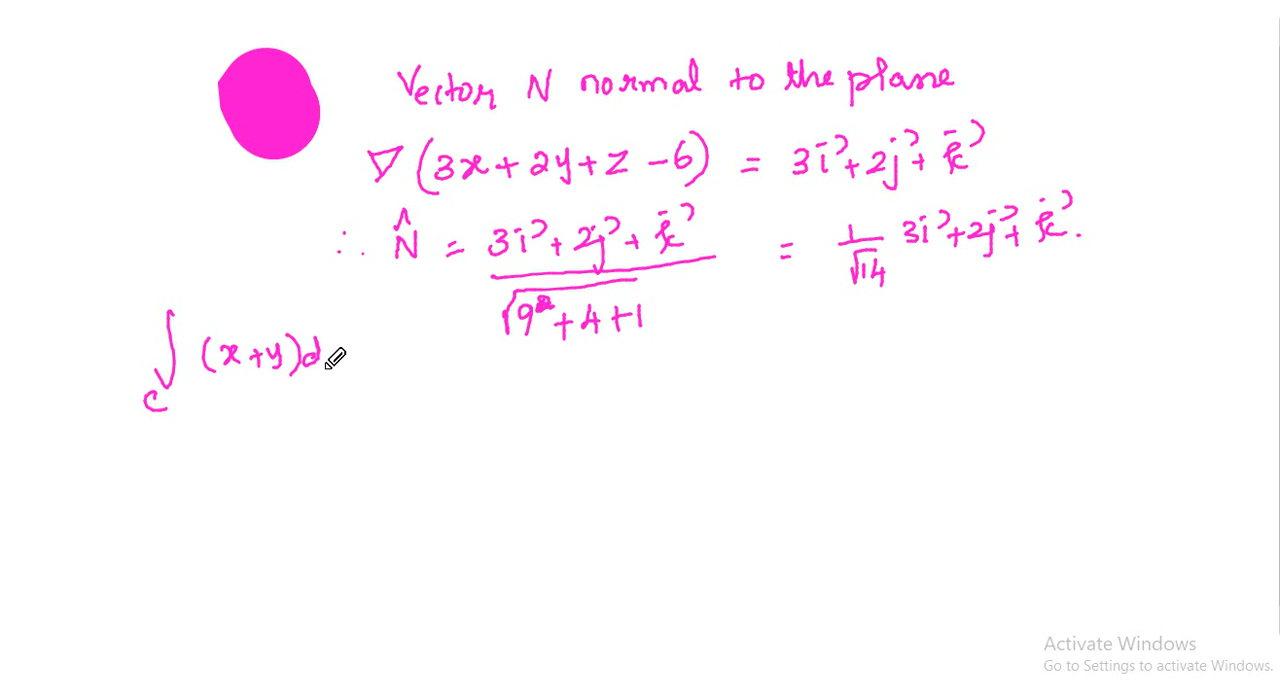 Vector N normal to the plane
∇ (3x + 2y + z - 6) = 3i⃗ + 2j⃗ + k⃗
∴ N̂ = 3i⃗ + 2j⃗ + k⃗ / √9 + 4 + 1 = 1/√14 3i⃗ + 2j⃗ + k⃗.
∫c (x + y) d
Activate Windows
Go to Settings to activate Windows.